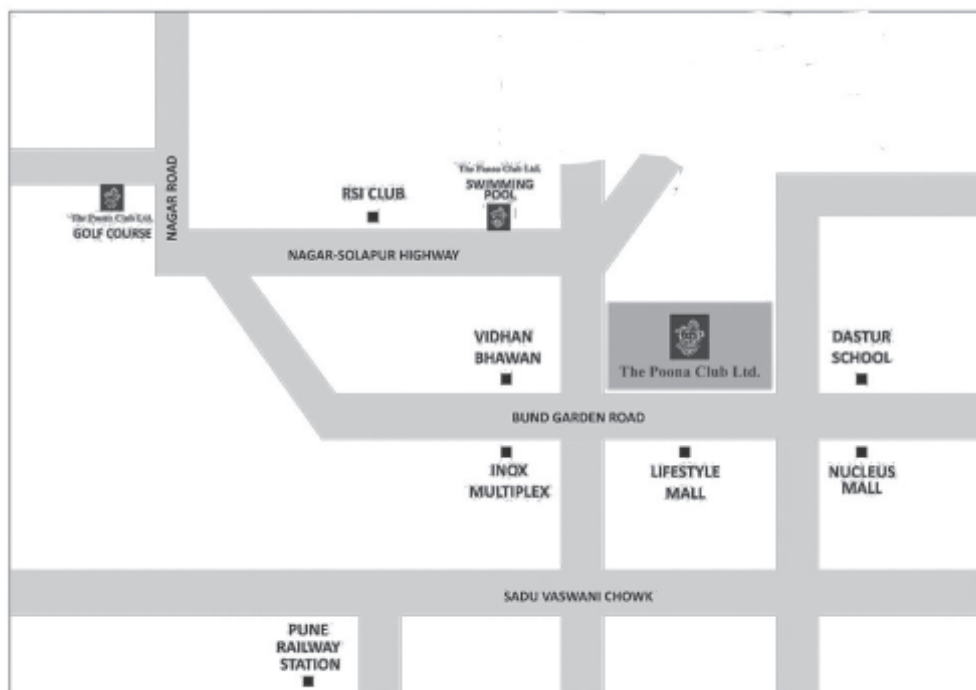 NAGAR ROAD
The Poona Club Ltd.
GOLF COURSE
RSI CLUB
The Poona Club Ltd.
SWIMMING
POOL
NAGAR-SOLAPUR HIGHWAY
VIDHAN
BHAWAN
The Poona Club Ltd.
DASTUR
SCHOOL
BUND GARDEN ROAD
INOX
MULTIPLEX
LIFESTYLE
MALL
NUCLEUS
MALL
SADU VASWANI CHOWK
PUNE
RAILWAY
STATION